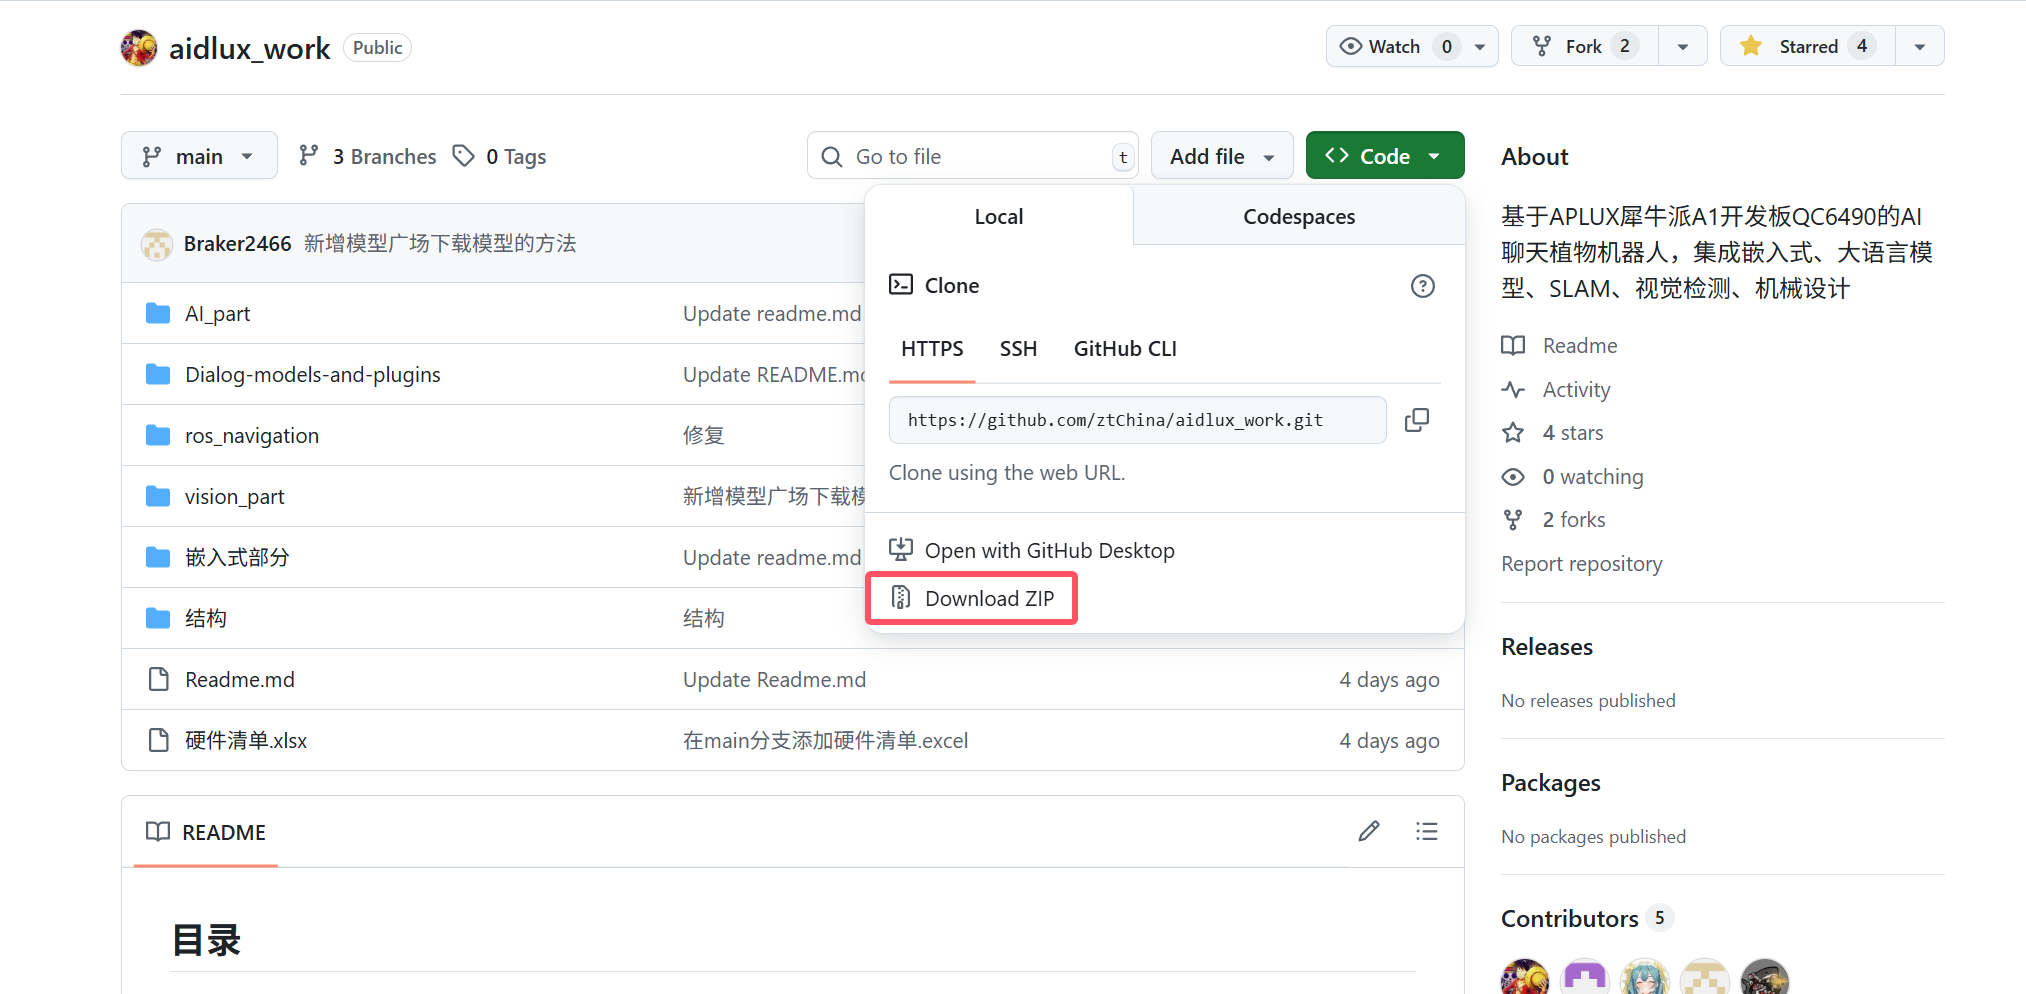 aidlux_work Public
Watch 0
Fork 2
Starred 4
main
3 Branches
0 Tags
Go to file
t
Add file
Code
Local
Codespaces
Clone
HTTPS
SSH
GitHub CLI
https://github.com/ztChina/aidlux_work.git
Clone using the web URL.
Open with GitHub Desktop
Download ZIP
Braker2466 新增模型广场下载模型的方法
AI_part Update readme.md
Dialog-models-and-plugins Update README.md
ros_navigation 修复
vision_part 新增模型广场下载模
嵌入式部分 Update readme.md
结构 结构
Readme.md Update Readme.md 4 days ago
硬件清单.xlsx 在main分支添加硬件清单.excel 4 days ago
README
目录
About
基于APLUX犀牛派A1开发板QC6490的AI
聊天植物机器人，集成嵌入式、大语言模
型、SLAM、视觉检测、机械设计
Readme
Activity
4 stars
0 watching
2 forks
Report repository
Releases
No releases published
Packages
No packages published
Contributors 5